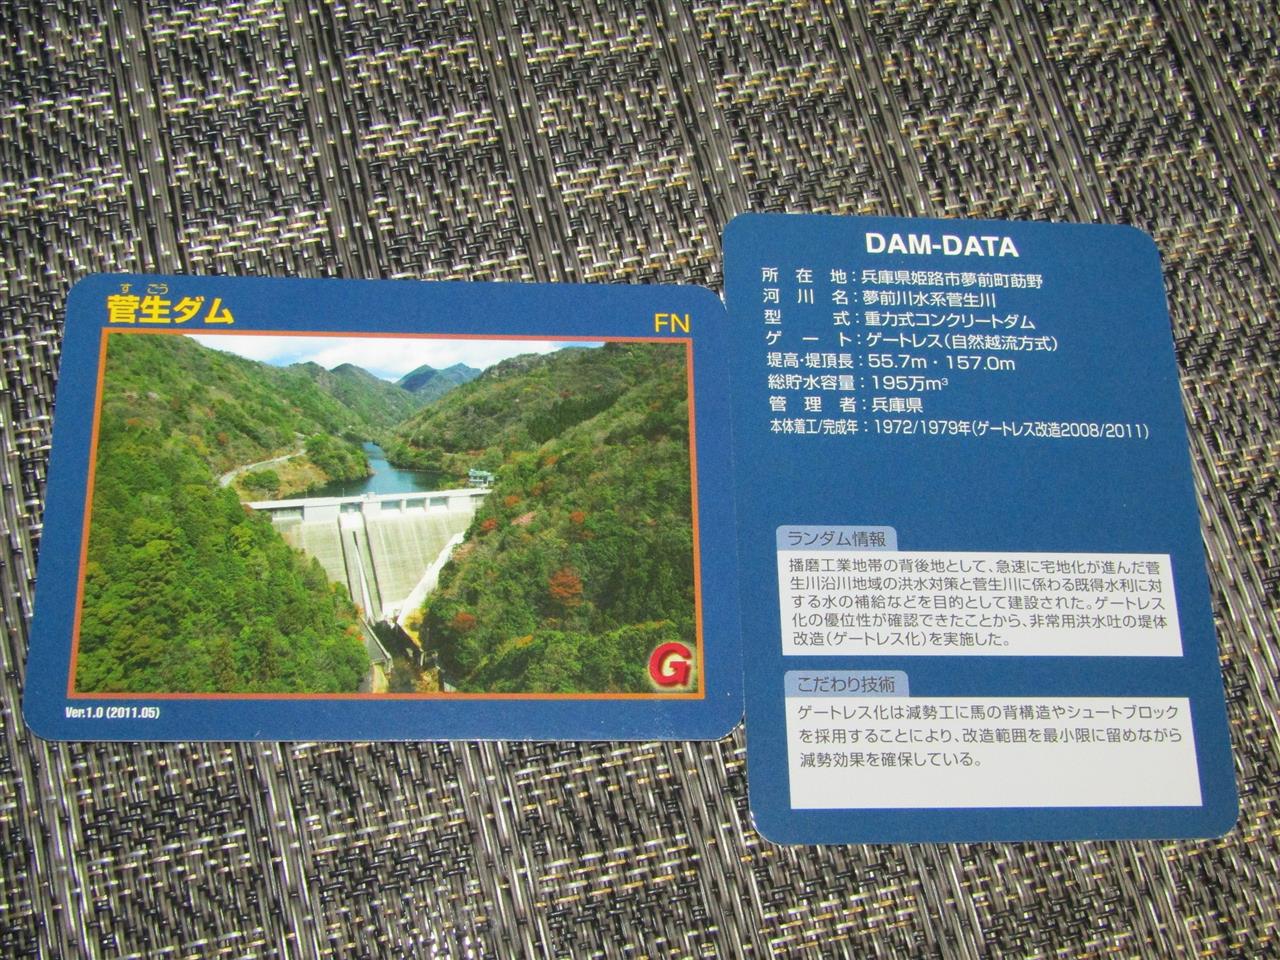 すごう
菅生ダム
FN
G
Ver.1.0 (2011.05)
DAM-DATA
所在地：兵庫県姫路市夢前町莇野
河川名：夢前川水系菅生川
型式：重力式コンクリートダム
ゲート：ゲートレス(自然越流方式)
堤高・堤頂長：55.7m・157.0m
総貯水容量：195万m³
管理者：兵庫県
本体着工/完成年：1972/1979年(ゲートレス改造2008/2011)
ランダム情報
播磨工業地帯の背後地として、急速に宅地化が進んだ菅
生川沿川地域の洪水対策と菅生川に係わる既得水利に対
する水の補給などを目的として建設された。ゲートレス
化の優位性が確認できたことから、非常用洪水吐の堤体
改造(ゲートレス化)を実施した。
こだわり技術
ゲートレス化は減勢工に馬の背構造やシュートブロック
を採用することにより、改造範囲を最小限に留めながら
減勢効果を確保している。